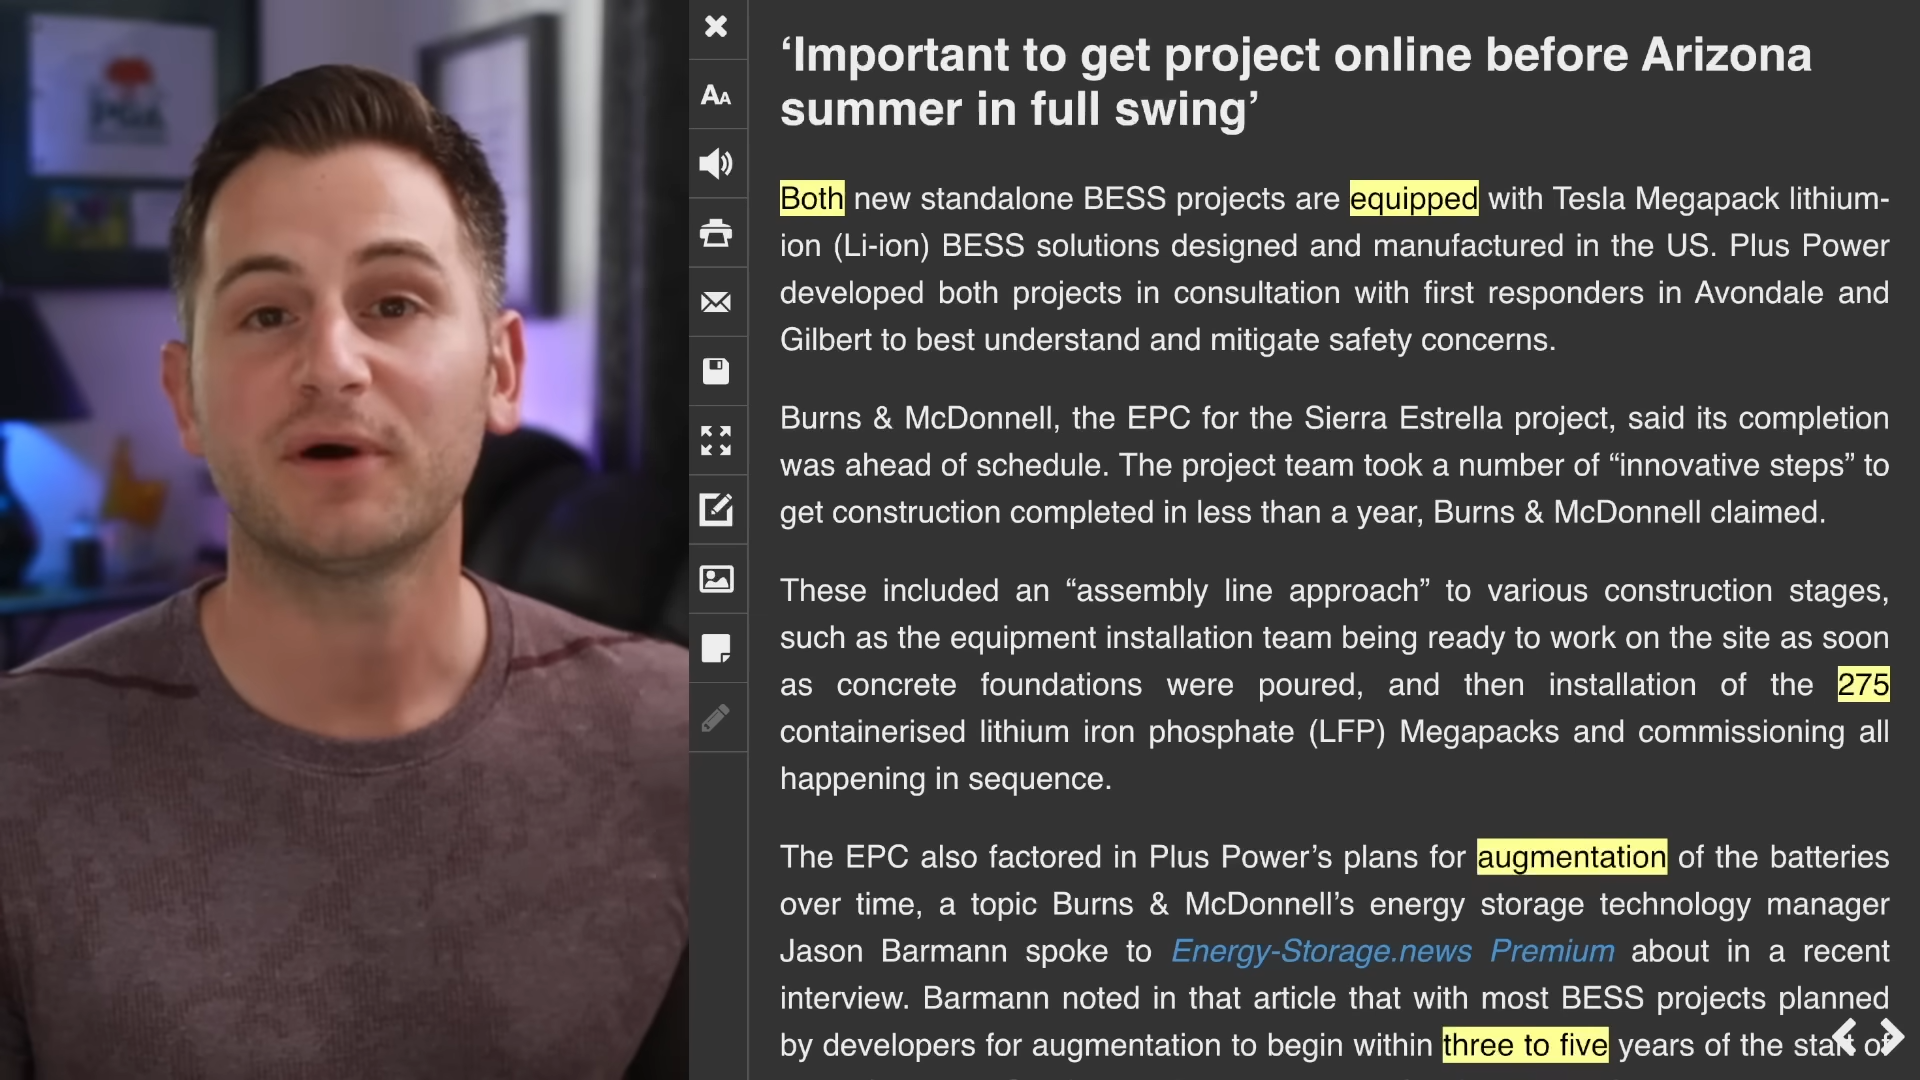 PGA
‘Important to get project online before Arizona
summer in full swing’
Both new standalone BESS projects are equipped with Tesla Megapack lithium-
ion (Li-ion) BESS solutions designed and manufactured in the US. Plus Power
developed both projects in consultation with first responders in Avondale and
Gilbert to best understand and mitigate safety concerns.
Burns & McDonnell, the EPC for the Sierra Estrella project, said its completion
was ahead of schedule. The project team took a number of “innovative steps” to
get construction completed in less than a year, Burns & McDonnell claimed.
These included an “assembly line approach” to various construction stages,
such as the equipment installation team being ready to work on the site as soon
as concrete foundations were poured, and then installation of the 275
containerised lithium iron phosphate (LFP) Megapacks and commissioning all
happening in sequence.
The EPC also factored in Plus Power’s plans for augmentation of the batteries
over time, a topic Burns & McDonnell’s energy storage technology manager
Jason Barmann spoke to Energy-Storage.news Premium about in a recent
interview. Barmann noted in that article that with most BESS projects planned
by developers for augmentation to begin within three to five years of the start of